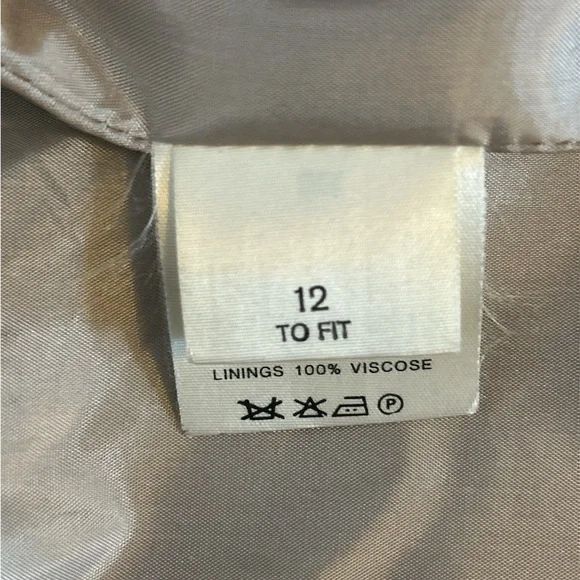 12
TO FIT
LININGS 100% VISCOSE
P